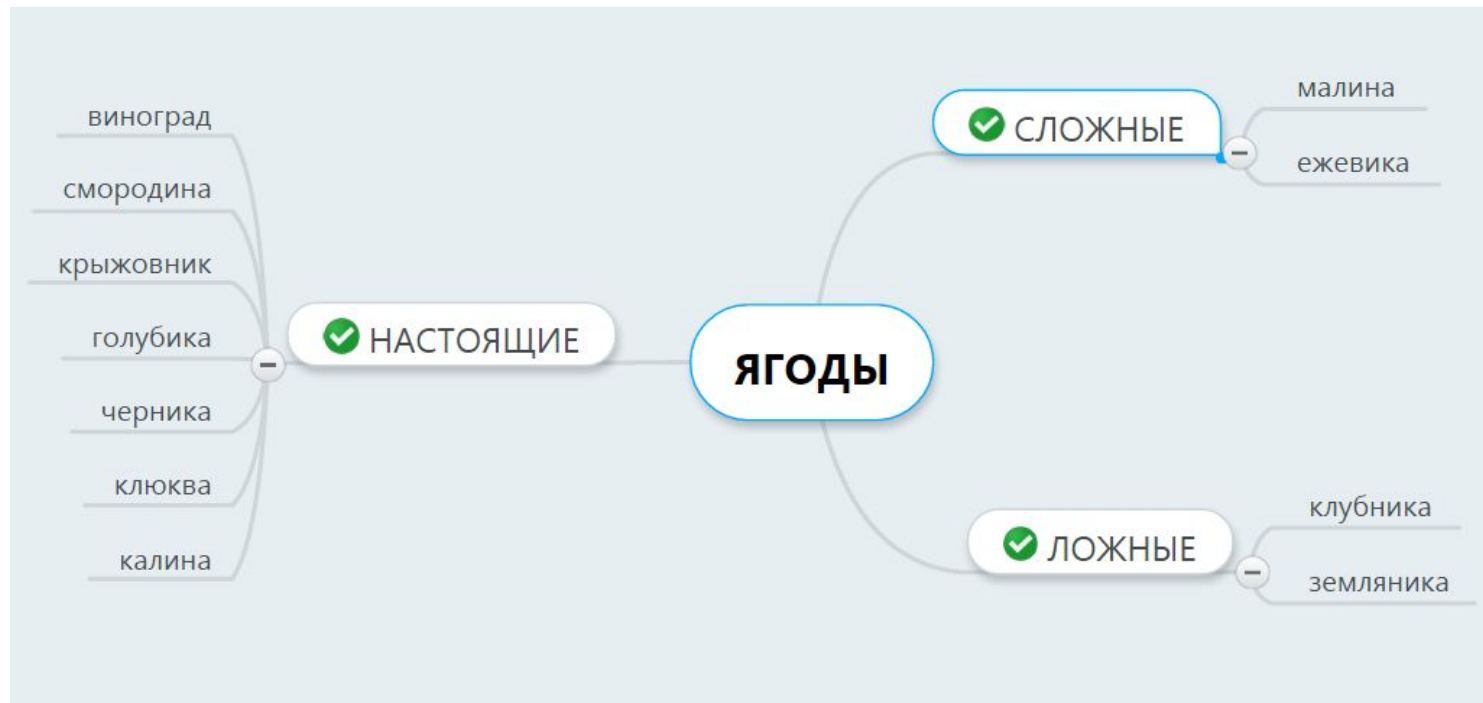 ЯГОДЫ
НАСТОЯЩИЕ
виноград
смородина
крыжовник
голубика
черника
клюква
калина
СЛОЖНЫЕ
малина
ежевика
ЛОЖНЫЕ
клубника
земляника